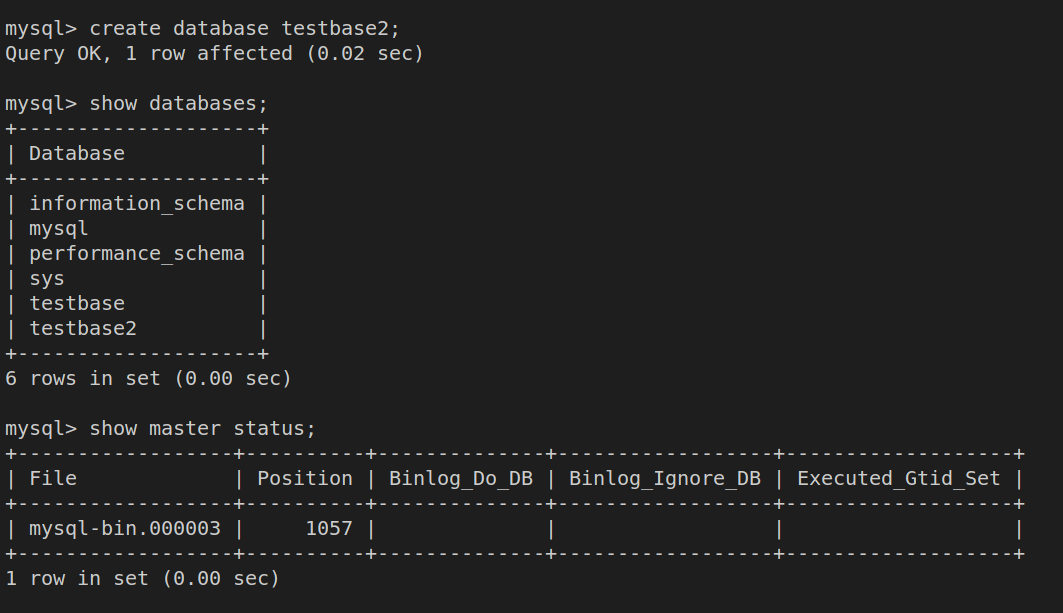 mysql> create database testbase2;
Query OK, 1 row affected (0.02 sec)
mysql> show databases;
+--------------------+
| Database           |
+--------------------+
| information_schema |
| mysql              |
| performance_schema |
| sys                |
| testbase           |
| testbase2          |
+--------------------+
6 rows in set (0.00 sec)
mysql> show master status;
+------------------+----------+--------------+------------------+-------------------+
| File             | Position | Binlog_Do_DB | Binlog_Ignore_DB | Executed_Gtid_Set |
+------------------+----------+--------------+------------------+-------------------+
| mysql-bin.000003 |     1057 |              |                  |                   |
+------------------+----------+--------------+------------------+-------------------+
1 row in set (0.00 sec)